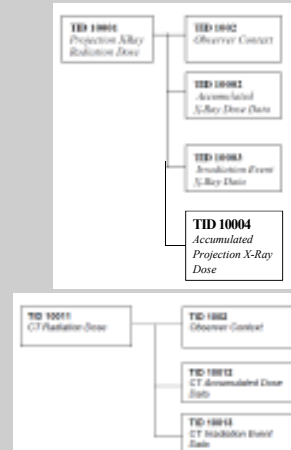 TID 10001
Projection X-Ray
Radiation Dose
TID 1002
Observer Context
TID 10002
Accumulated
X-Ray Dose Data
TID 10003
Irradiation Event
X-Ray Data
TID 10004
Accumulated
Projection X-Ray
Dose
TID 10011
CT Radiation Dose
TID 1002
Observer Context
TID 10012
CT Accumulated Dose
Data
TID 10013
CT Irradiation Event
Data